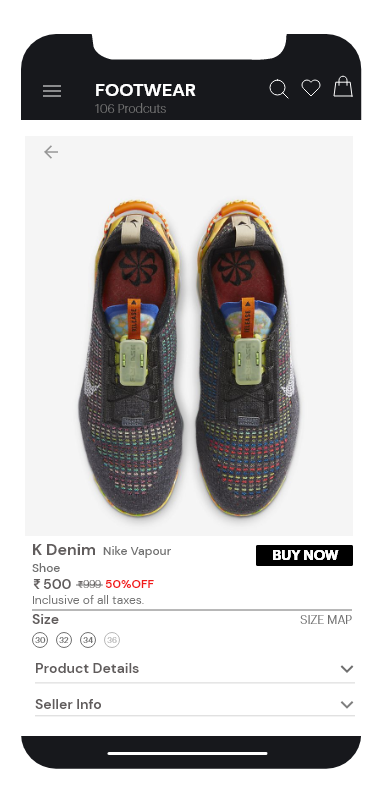 FOOTWEAR
106 Prodcuts
RELEASE
K Denim Nike Vapour
Shoe
BUY NOW
₹ 500 ₹999 50%OFF
Inclusive of all taxes.
Size SIZE MAP
30 32 34 36
Product Details
Seller Info